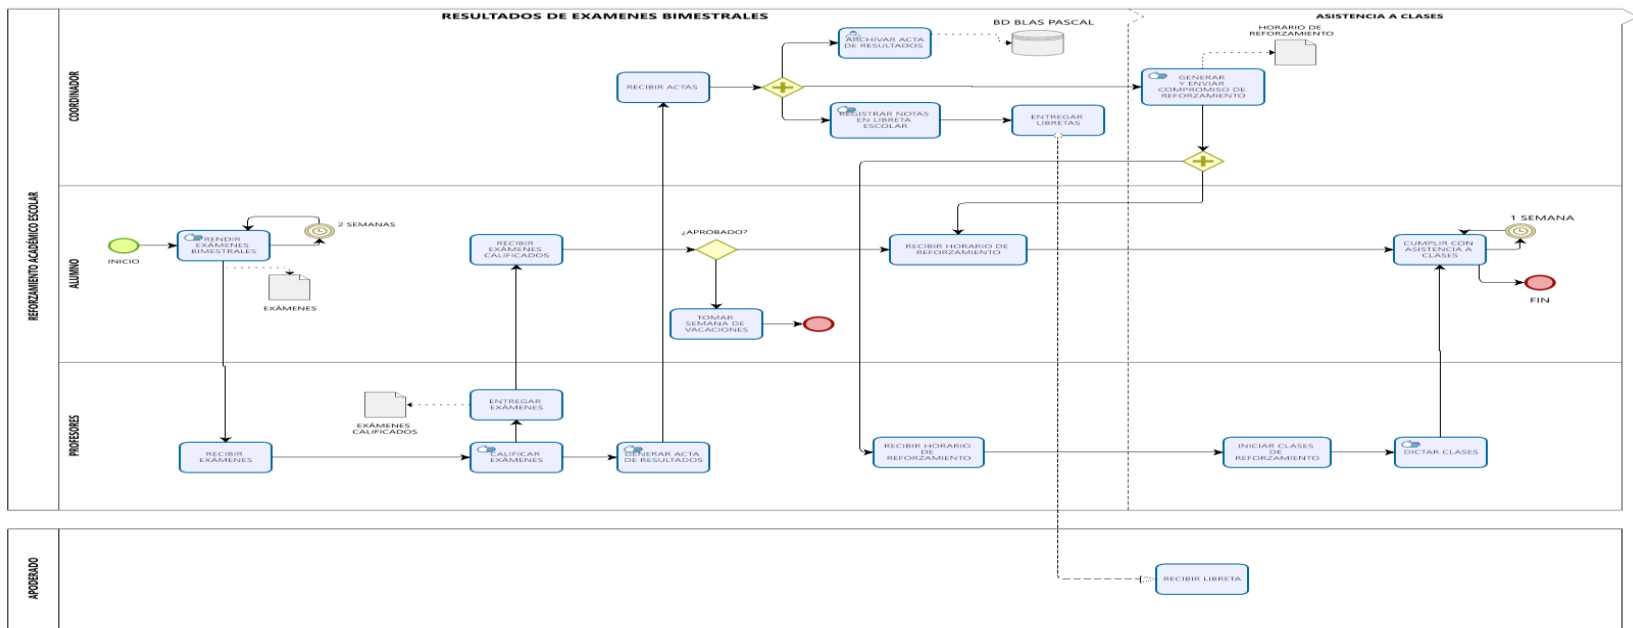 RESULTADOS DE EXAMENES BIMESTRALES
ASISTENCIA A CLASES
REFORZAMIENTO ACADÉMICO ESCOLAR
COORDINADOR
RECIBIR ACTAS
ARCHIVAR ACTA
DE RESULTADOS
BD BLAS PASCAL
REGISTRAR NOTAS
EN LIBRETA
ESCOLAR
ENTREGAR
LIBRETAS
GENERAR
Y ENVIAR
COMPROMISO DE
REFORZAMIENTO
HORARIO DE
REFORZAMIENTO
ALUMNO
INICIO
RENDIR
EXÁMENES
BIMESTRALES
2 SEMANAS
EXÁMENES
RECIBIR
EXÁMENES
CALIFICADOS
¿APROBADO?
TOMAR
SEMANA DE
VACACIONES
RECIBIR HORARIO DE
REFORZAMIENTO
CUMPLIR CON
ASISTENCIA A
CLASES
1 SEMANA
FIN
PROFESORES
RECIBIR
EXÁMENES
EXÁMENES
CALIFICADOS
ENTREGAR
EXÁMENES
CALIFICAR
EXÁMENES
GENERAR ACTA
DE RESULTADOS
RECIBIR HORARIO
DE
REFORZAMIENTO
INICIAR CLASES
DE
REFORZAMIENTO
DICTAR CLASES
APODERADO
RECIBIR LIBRETA